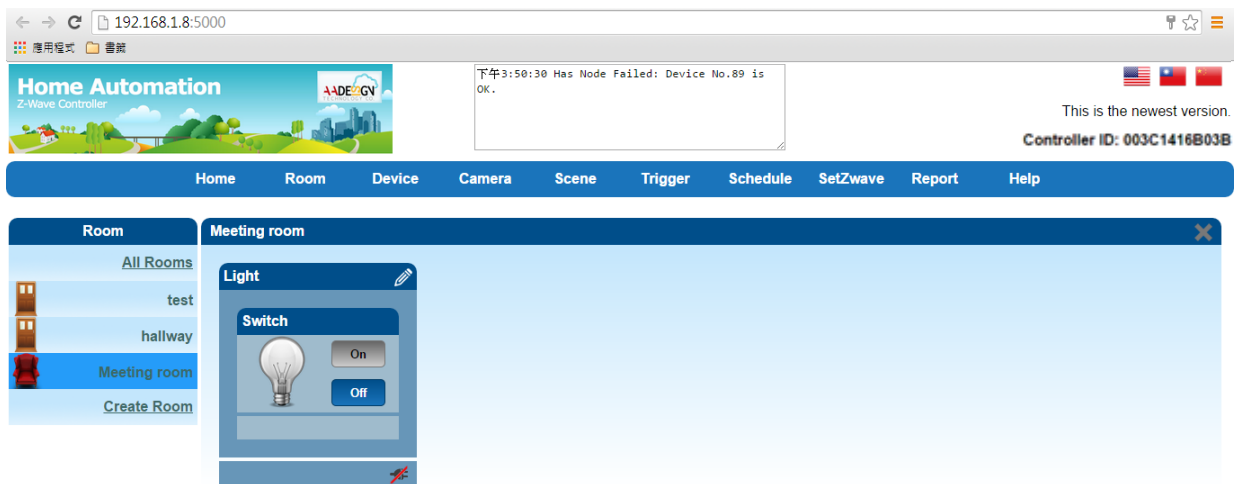 192.168.1.8:5000
應用程式 書籤
Home Automation
Z-Wave Controller
AADESIGN
TECHNOLOGY CO.
下午3:50:30 Has Node Failed: Device No.89 is
OK.
This is the newest version.
Controller ID: 003C1416B03B
Home Room Device Camera Scene Trigger Schedule SetZwave Report Help
Room
All Rooms
test
hallway
Meeting room
Create Room
Meeting room
Light
Switch
On
Off